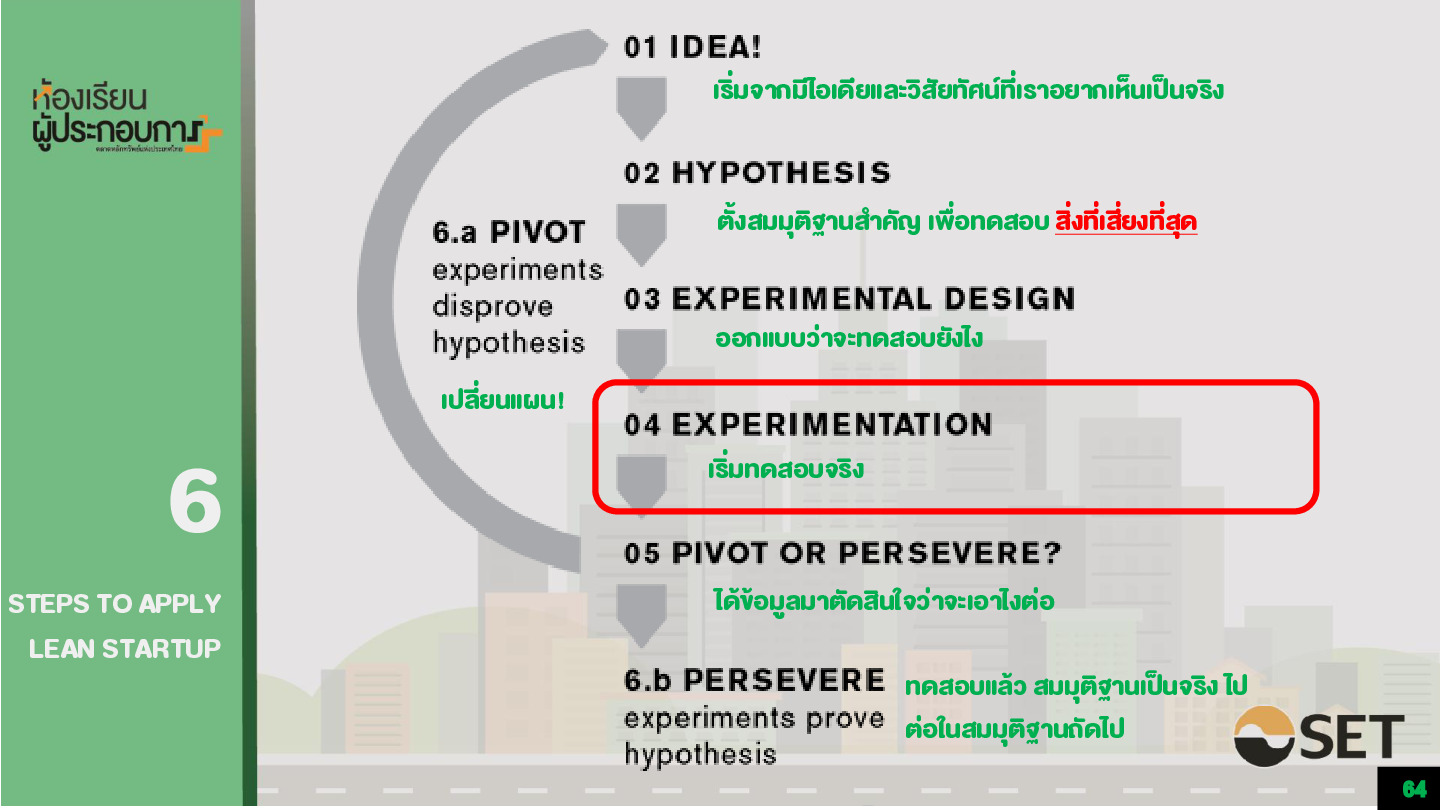 ห้องเรียน
ผู้ประกอบการ
ตลาดหลักทรัพย์แห่งประเทศไทย
6
STEPS TO APPLY
LEAN STARTUP
01 IDEA!
เริ่มจากมีไอเดียและวิสัยทัศน์ที่เราอยากเห็นเป็นจริง
02 HYPOTHESIS
ตั้งสมมุติฐานสำคัญ เพื่อทดสอบ สิ่งที่เสี่ยงที่สุด
6.a PIVOT
experiments
disprove
hypothesis
เปลี่ยนแผน!
03 EXPERIMENTAL DESIGN
ออกแบบว่าจะทดสอบยังไง
04 EXPERIMENTATION
เริ่มทดสอบจริง
05 PIVOT OR PERSEVERE?
ได้ข้อมูลมาตัดสินใจว่าจะเอาไงต่อ
6.b PERSEVERE
experiments prove
hypothesis
ทดสอบแล้ว สมมุติฐานเป็นจริง ไป
ต่อในสมมุติฐานถัดไป
SET
64